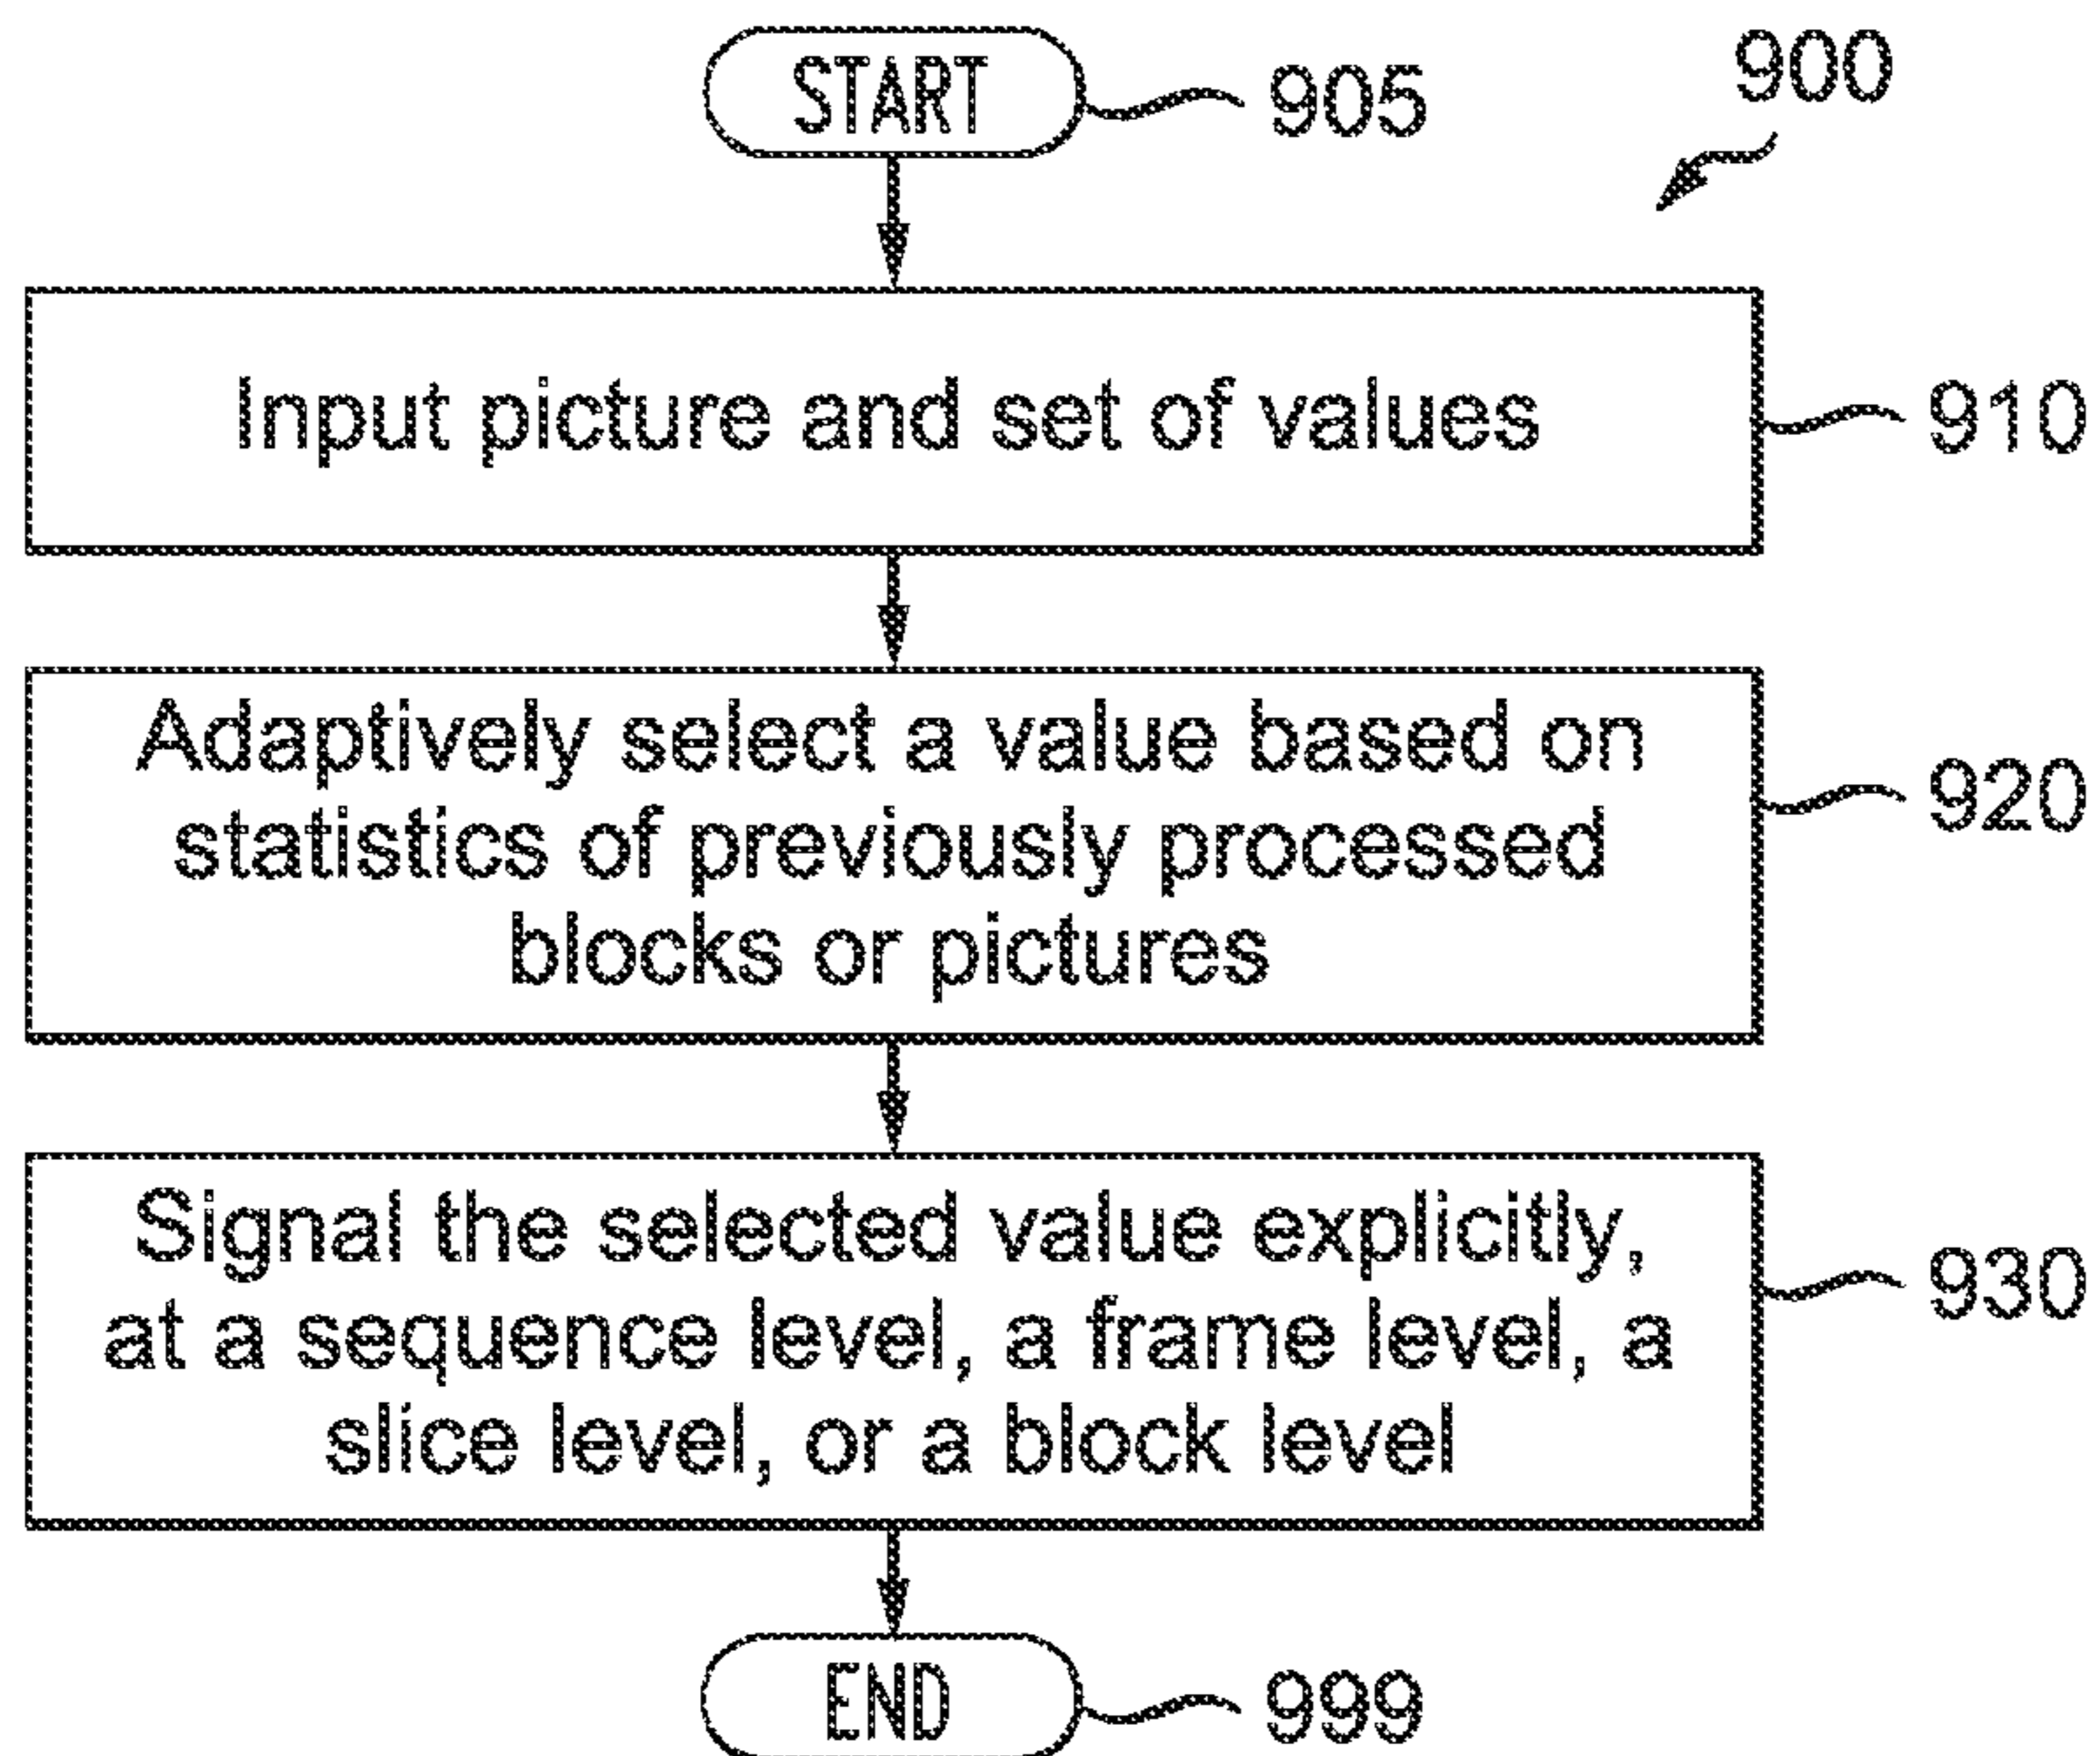 START
905
900
Input picture and set of values
910
Adaptively select a value based on
statistics of previously processed
blocks or pictures
920
Signal the selected value explicitly,
at a sequence level, a frame level, a
slice level, or a block level
930
END
999